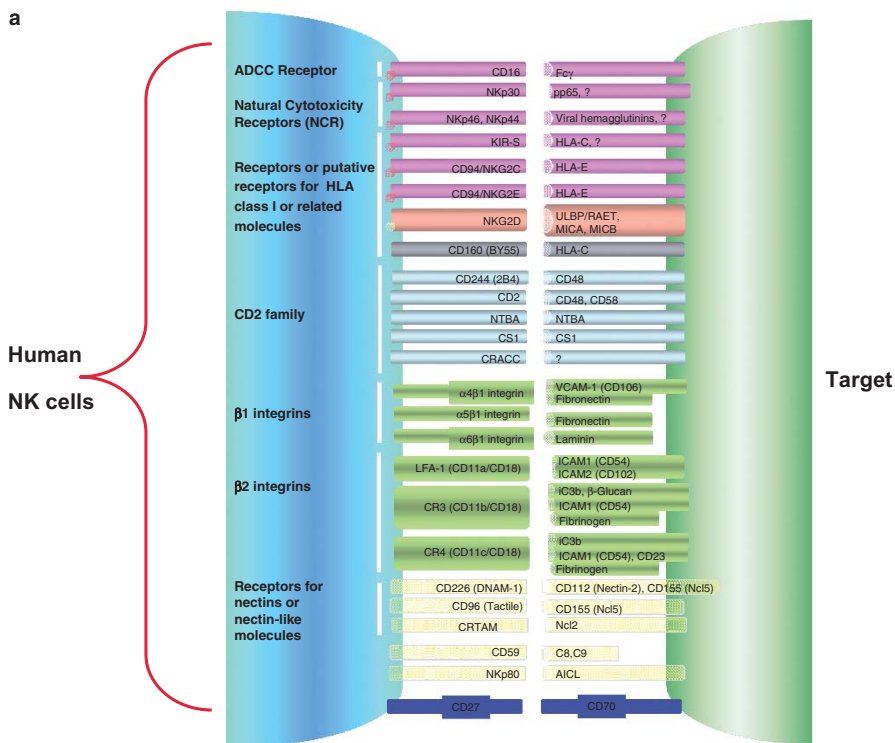 a
ADCC Receptor
CD16
Fcγ
NKp30
pp65, ?
Natural Cytotoxicity
Receptors (NCR)
NKp46, NKp44
Viral hemagglutinins, ?
KIR-S
HLA-C, ?
Receptors or putative
receptors for HLA
class I or related
molecules
CD94/NKG2C
HLA-E
CD94/NKG2E
HLA-E
NKG2D
ULBP/RAET,
MICA, MICB
CD160 (BY55)
HLA-C
CD2 family
CD244 (2B4)
CD48
CD2
CD48, CD58
NTBA
NTBA
CS1
CS1
CRACC
?
Human
NK cells
Target
β1 integrins
α4β1 integrin
VCAM-1 (CD106)
Fibronectin
α5β1 integrin
Fibronectin
α6β1 integrin
Laminin
β2 integrins
LFA-1 (CD11a/CD18)
ICAM1 (CD54)
ICAM2 (CD102)
CR3 (CD11b/CD18)
iC3b, β-Glucan
ICAM1 (CD54)
Fibrinogen
CR4 (CD11c/CD18)
iC3b
ICAM1 (CD54), CD23
Fibrinogen
Receptors for
nectins or
nectin-like
molecules
CD226 (DNAM-1)
CD112 (Nectin-2), CD155 (Ncl5)
CD96 (Tactile)
CD155 (Ncl5)
CRTAM
Ncl2
CD59
C8,C9
NKp80
AICL
CD27
CD70